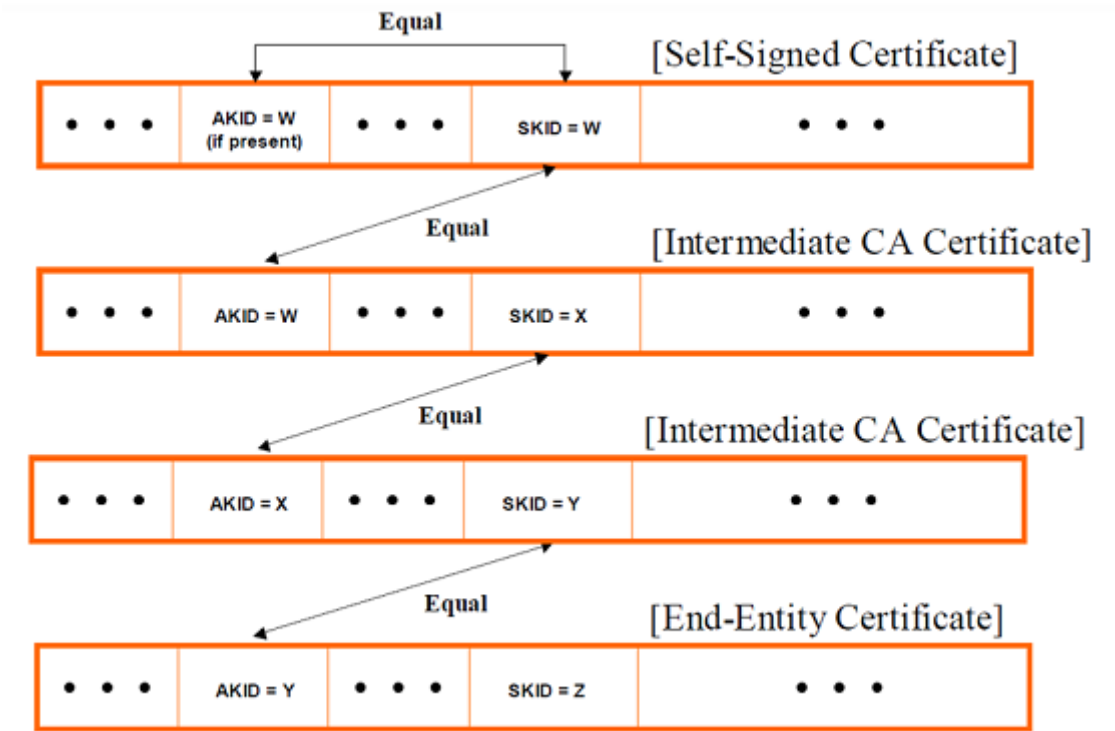 Equal
[Self-Signed Certificate]
• • • AKID = W (if present) • • • SKID = W • • •
Equal
[Intermediate CA Certificate]
• • • AKID = W • • • SKID = X • • •
Equal
[Intermediate CA Certificate]
• • • AKID = X • • • SKID = Y • • •
Equal
[End-Entity Certificate]
• • • AKID = Y • • • SKID = Z • • •